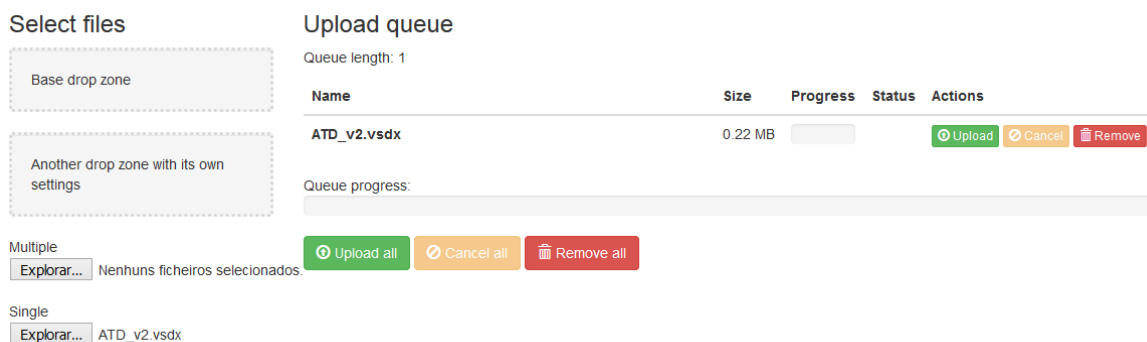 Select files
Base drop zone
Another drop zone with its own
settings
Multiple
Explorar... Nenhuns ficheiros selecionados.
Single
Explorar... ATD_v2.vsdx
Upload queue
Queue length: 1
Name Size Progress Status Actions
ATD_v2.vsdx 0.22 MB Upload Cancel Remove
Queue progress:
Upload all Cancel all Remove all